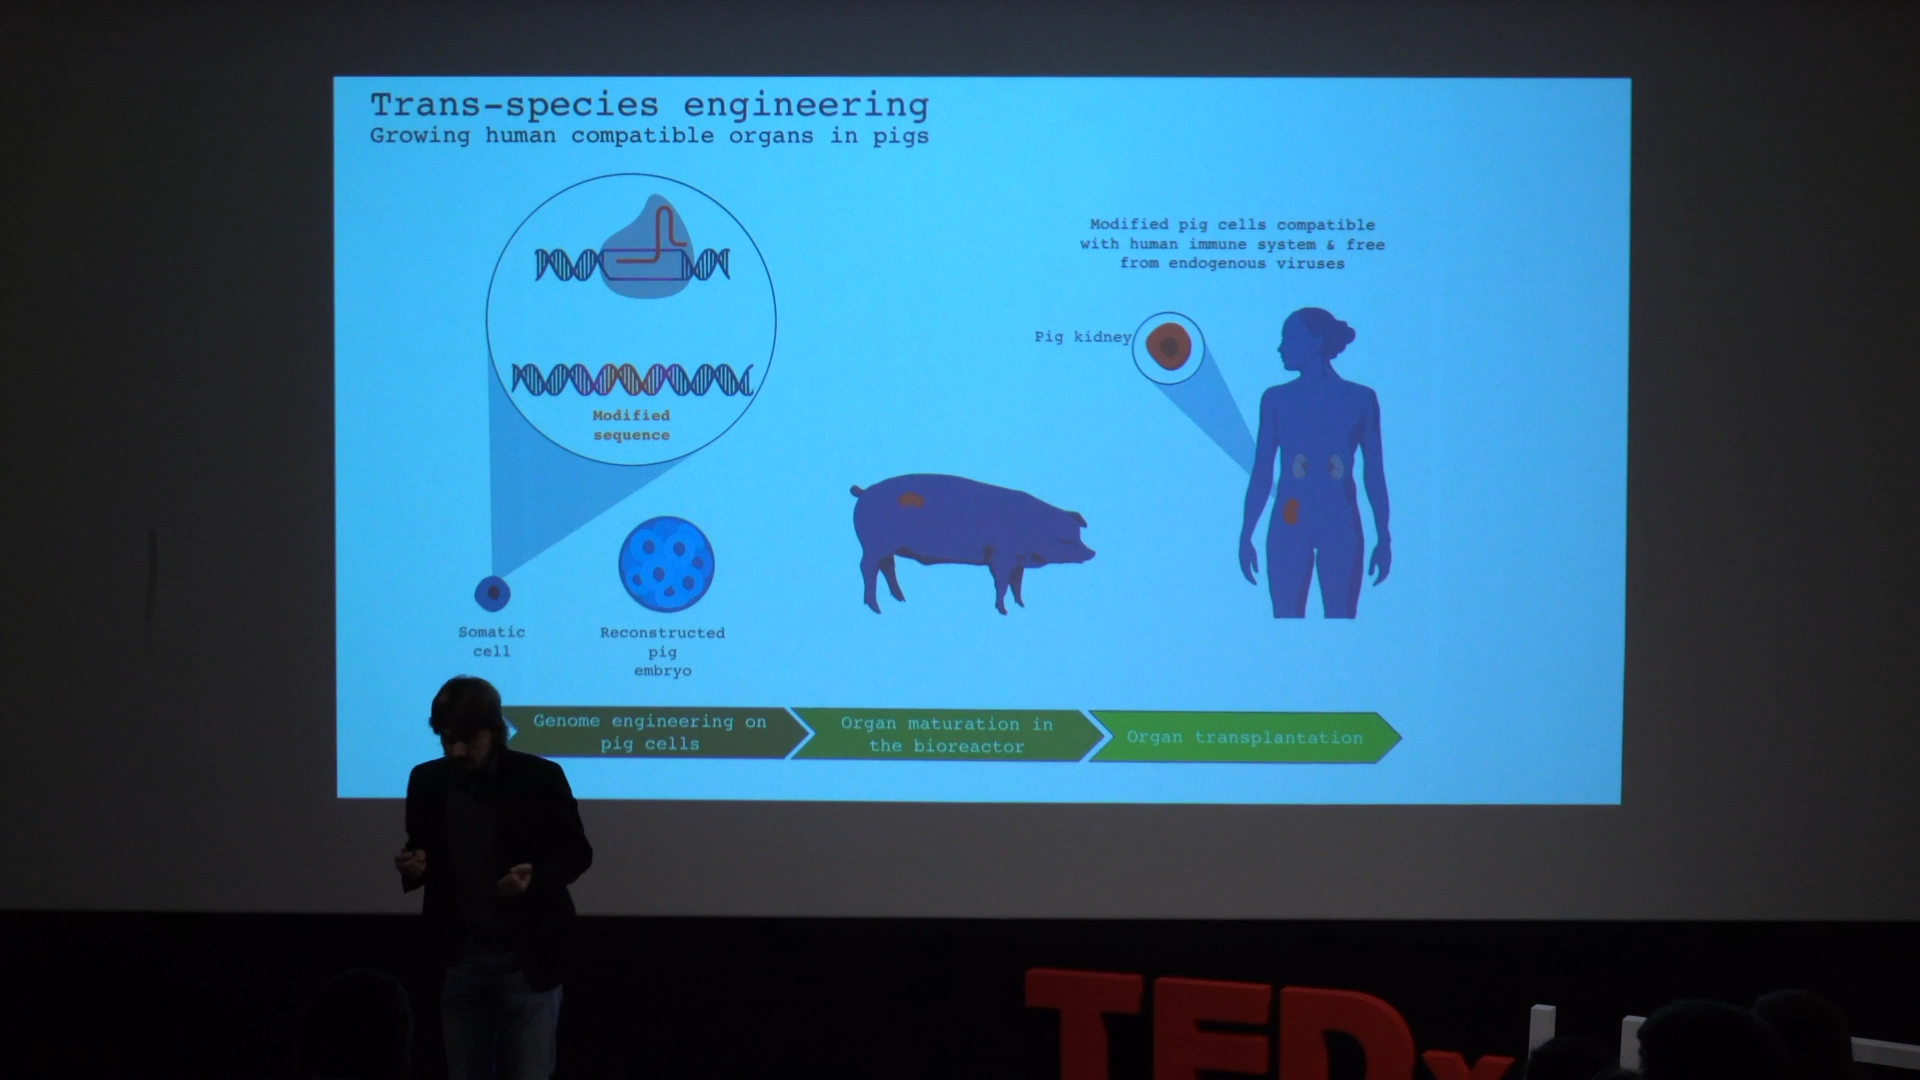 Trans-species engineering
Growing human compatible organs in pigs
Modified pig cells compatible
with human immune system & free
from endogenous viruses
Pig kidney
Modified
sequence
Somatic
cell
Reconstructed
pig
embryo
Genome engineering on
pig cells
Organ maturation in
the bioreactor
Organ transplantation
TEDx